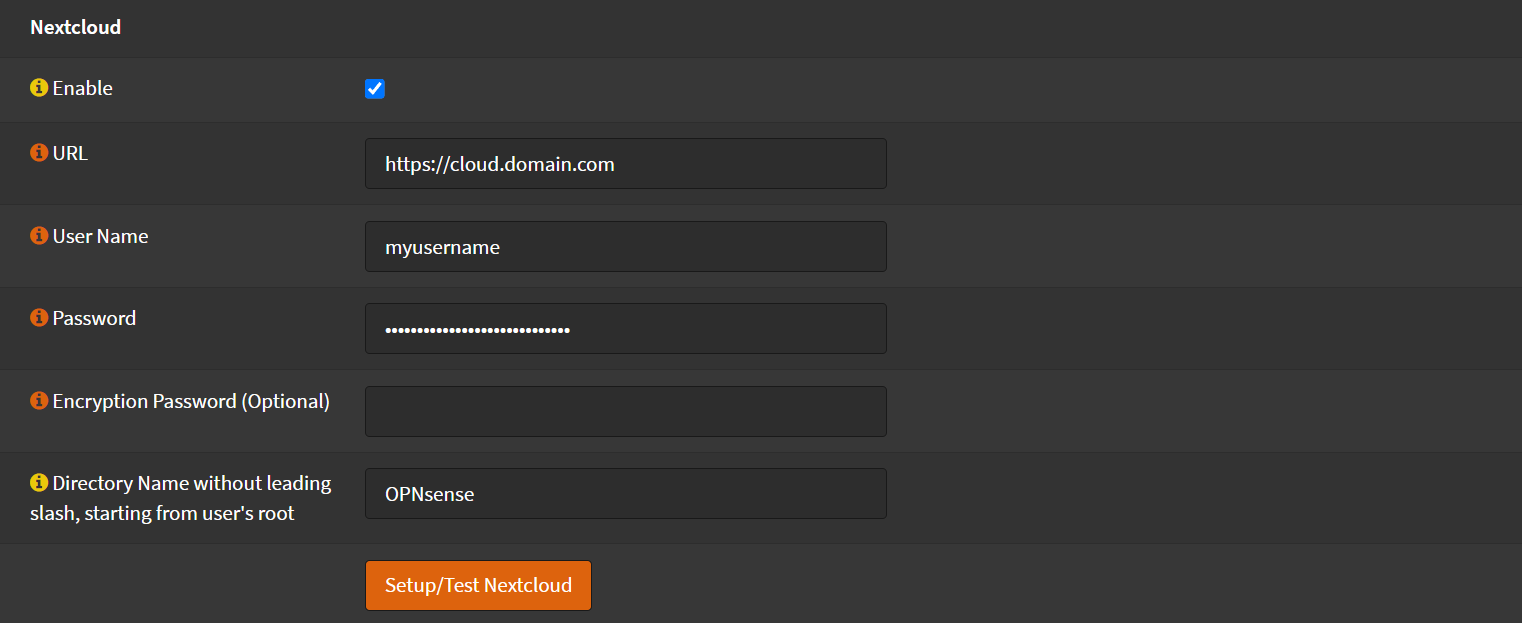 Nextcloud
Enable
URL
https://cloud.domain.com
User Name
myusername
Password
•••••••••••••••••••••••••••••
Encryption Password (Optional)
Directory Name without leading
slash, starting from user's root
OPNsense
Setup/Test Nextcloud